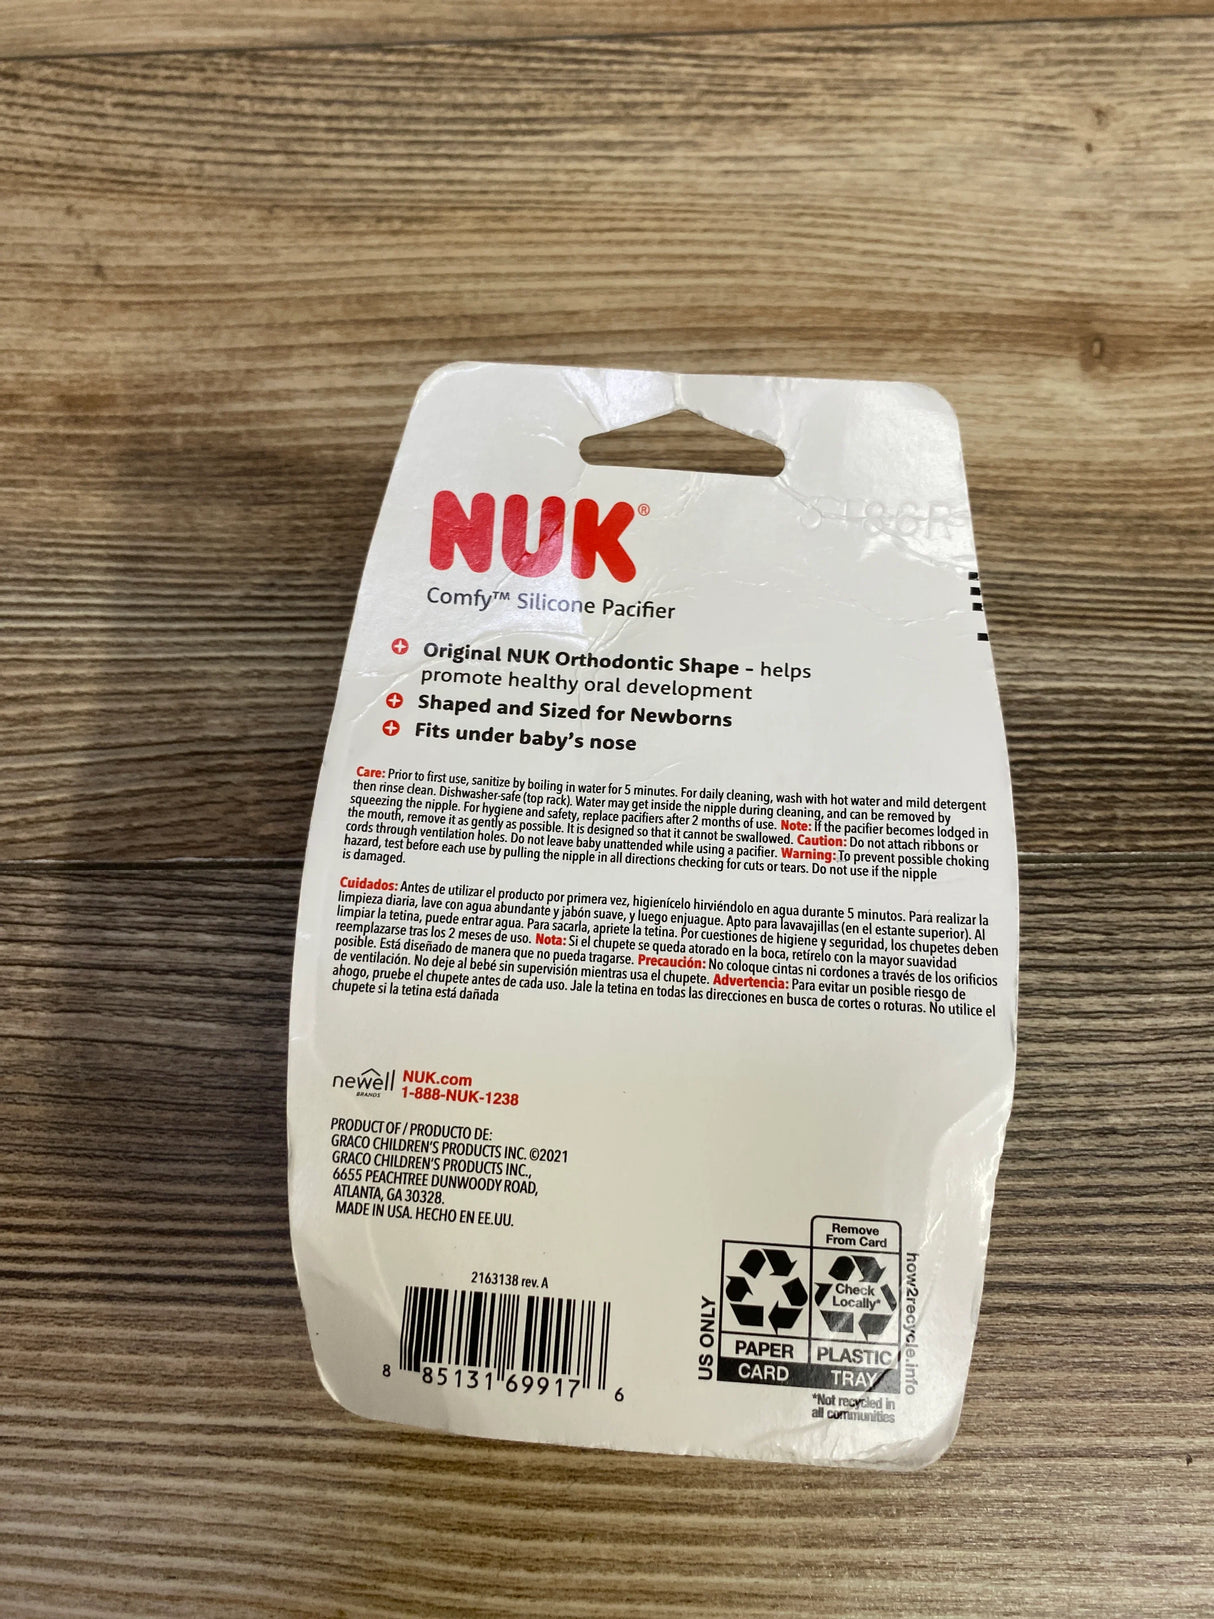 NUK®
Comfy™ Silicone Pacifier
Original NUK Orthodontic Shape - helps
promote healthy oral development
Shaped and Sized for Newborns
Fits under baby's nose
Care: Prior to first use, sanitize by boiling in water for 5 minutes. For daily cleaning, wash with hot water and mild detergent
then rinse clean. Dishwasher-safe (top rack). Water may get inside the nipple during cleaning, and can be removed by
squeezing the nipple. For hygiene and safety, replace pacifiers after 2 months of use. Note: If the pacifier becomes lodged in
the mouth, remove it as gently as possible. It is designed so that it cannot be swallowed. Caution: Do not attach ribbons or
cords through ventilation holes. Do not leave baby unattended while using a pacifier. Warning: To prevent possible choking
hazard, test before each use by pulling the nipple in all directions checking for cuts or tears. Do not use if the nipple
is damaged.
Cuidados: Antes de utilizar el producto por primera vez, higienícelo hirviéndolo en agua durante 5 minutos. Para realizar la
limpieza diaria, lave con agua abundante y jabón suave, y luego enjuague. Apto para lavavajillas (en el estante superior). Al
limpiar la tetina, puede entrar agua. Para sacarla, apriete la tetina. Por cuestiones de higiene y seguridad, los chupetes deben
reemplazarse tras los 2 meses de uso. Nota: Si el chupete se queda atorado en la boca, retírelo con la mayor suavidad
posible. Está diseñado de manera que no pueda tragarse. Precaución: No coloque cintas ni cordones a través de los orificios
de ventilación. No deje al bebé sin supervisión mientras usa el chupete. Advertencia: Para evitar un posible riesgo de
ahogo, pruebe el chupete antes de cada uso. Jale la tetina en todas las direcciones en busca de cortes o roturas. No utilice el
chupete si la tetina está dañada
newell
BRANDS
NUK.com
1-888-NUK-1238
PRODUCT OF / PRODUCTO DE:
GRACO CHILDREN'S PRODUCTS INC. ©2021
GRACO CHILDREN'S PRODUCTS INC.,
6655 PEACHTREE DUNWOODY ROAD,
ATLANTA, GA 30328.
MADE IN USA. HECHO EN EE.UU.
2163138 rev. A
8 85131 69917 6
US ONLY
PAPER
CARD
Remove
From Card
Check
Locally*
PLASTIC
TRAY
*Not recycled in
all communities
how2recycle.info